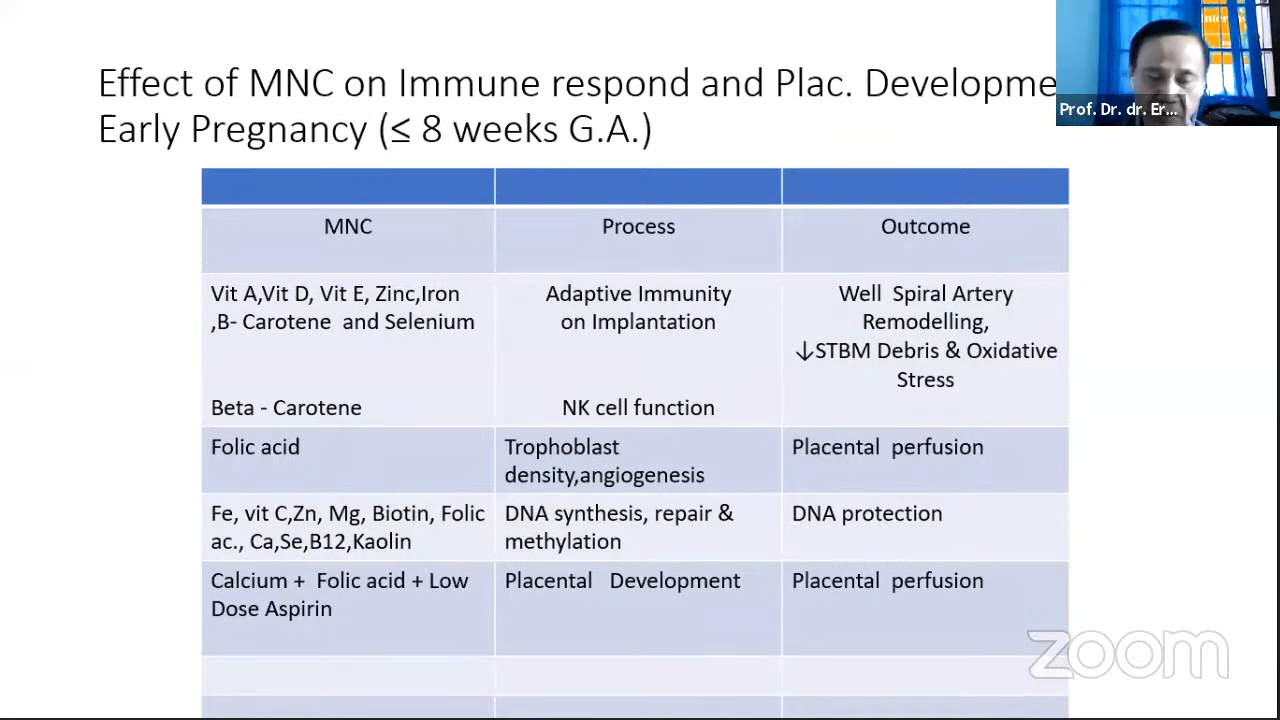 Effect of MNC on Immune respond and Plac. Developme
Early Pregnancy (≤ 8 weeks G.A.)
Prof. Dr. dr. Er...
MNC
Process
Outcome
Vit A,Vit D, Vit E, Zinc,Iron
,B- Carotene and Selenium
Adaptive Immunity
on Implantation
Well Spiral Artery
Remodelling,
↓STBM Debris & Oxidative
Stress
Beta - Carotene
NK cell function
Folic acid
Trophoblast
density,angiogenesis
Placental perfusion
Fe, vit C,Zn, Mg, Biotin, Folic
ac., Ca,Se,B12,Kaolin
DNA synthesis, repair &
methylation
DNA protection
Calcium + Folic acid + Low
Dose Aspirin
Placental Development
Placental perfusion
zoom